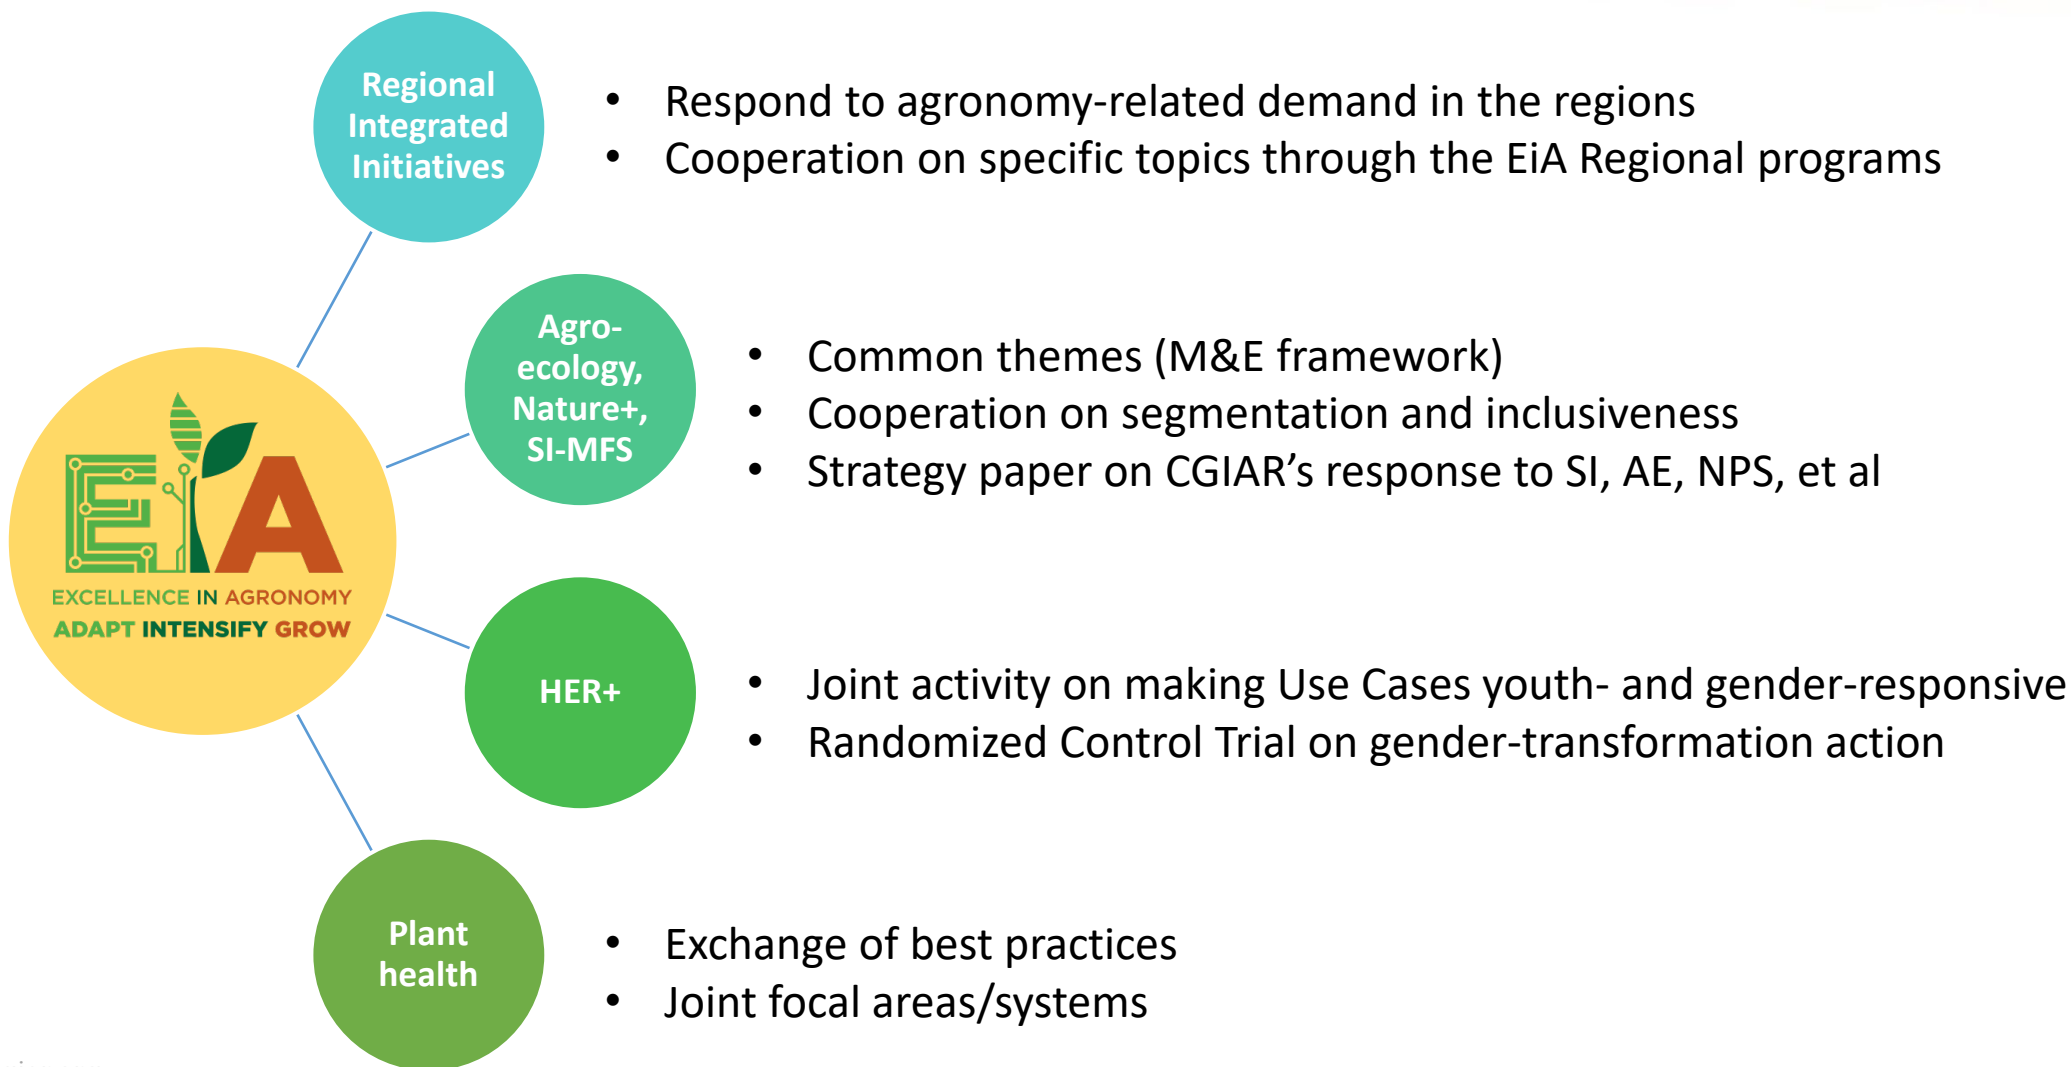 Regional
Integrated
Initiatives
• Respond to agronomy-related demand in the regions
• Cooperation on specific topics through the EiA Regional programs
Agro-
ecology,
Nature+,
SI-MFS
• Common themes (M&E framework)
• Cooperation on segmentation and inclusiveness
• Strategy paper on CGIAR’s response to SI, AE, NPS, et al
EiA
EXCELLENCE IN AGRONOMY
ADAPT INTENSIFY GROW
HER+
• Joint activity on making Use Cases youth- and gender-responsive
• Randomized Control Trial on gender-transformation action
Plant
health
• Exchange of best practices
• Joint focal areas/systems